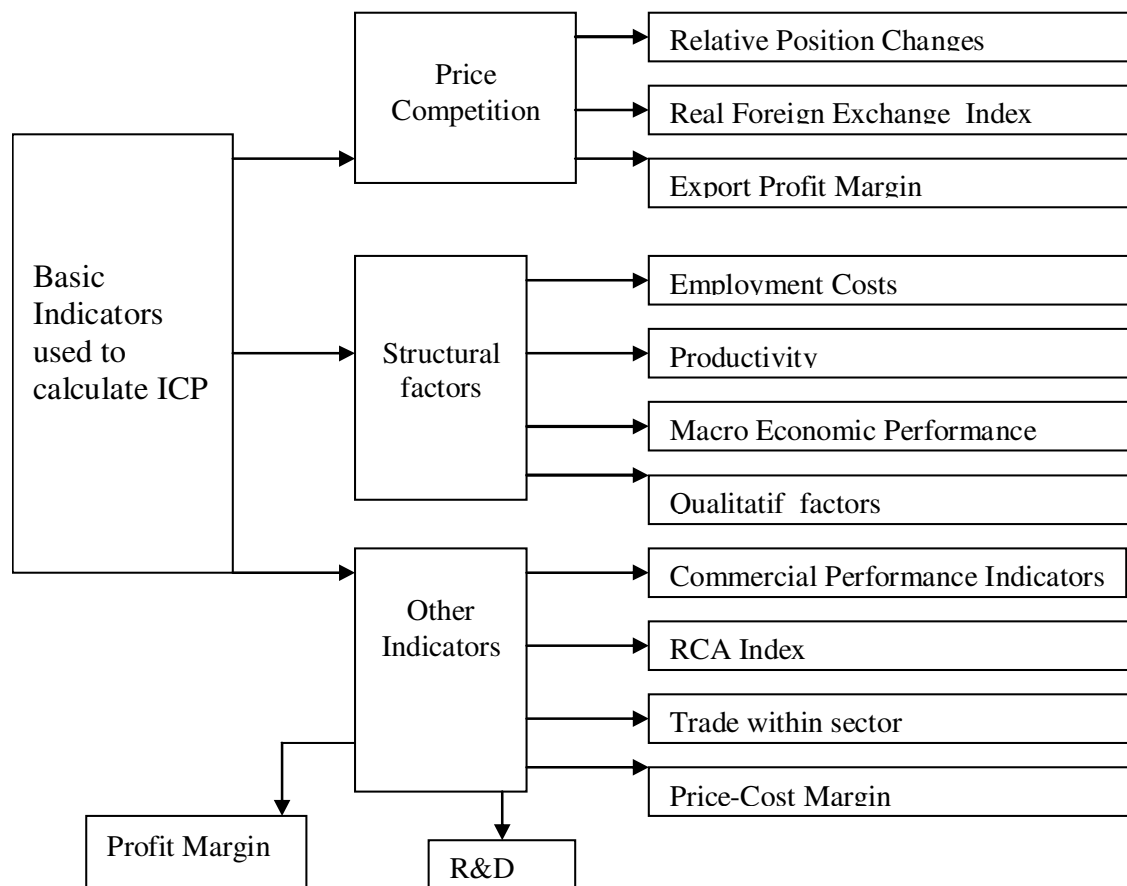 Basic
Indicators
used to
calculate ICP
Price
Competition
Relative Position Changes
Real Foreign Exchange Index
Export Profit Margin
Structural
factors
Employment Costs
Productivity
Macro Economic Performance
Qualitatif factors
Other
Indicators
Commercial Performance Indicators
RCA Index
Trade within sector
Price-Cost Margin
Profit Margin
R&D